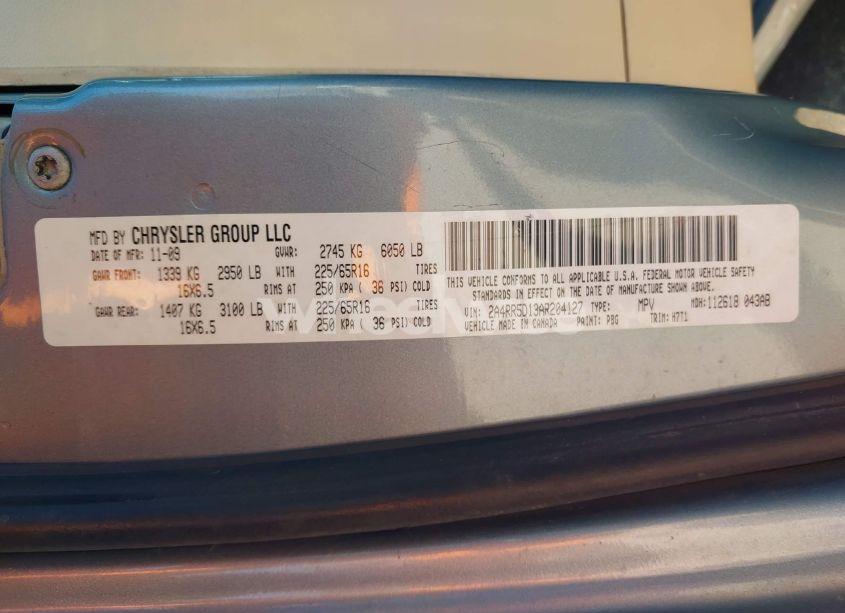 MFD BY CHRYSLER GROUP LLC
DATE OF MFR: 11-09 GVWR: 2745 KG 6050 LB
GAWR FRONT: 1339 KG 2950 LB WITH 225/65R16 TIRES
16X6.5 RIMS AT 250 KPA ( 36 PSI) COLD
GAWR REAR: 1407 KG 3100 LB WITH 225/65R16 TIRES
16X6.5 RIMS AT 250 KPA ( 36 PSI) COLD
THIS VEHICLE CONFORMS TO ALL APPLICABLE U.S.A. FEDERAL MOTOR VEHICLE SAFETY
STANDARDS IN EFFECT ON THE DATE OF MANUFACTURE SHOWN ABOVE.
VIN: 2A4RR5D13AR204127 TYPE: MPV MDH: 112618 043AB
VEHICLE MADE IN CANADA PAINT: PBG TRIM: H7T1